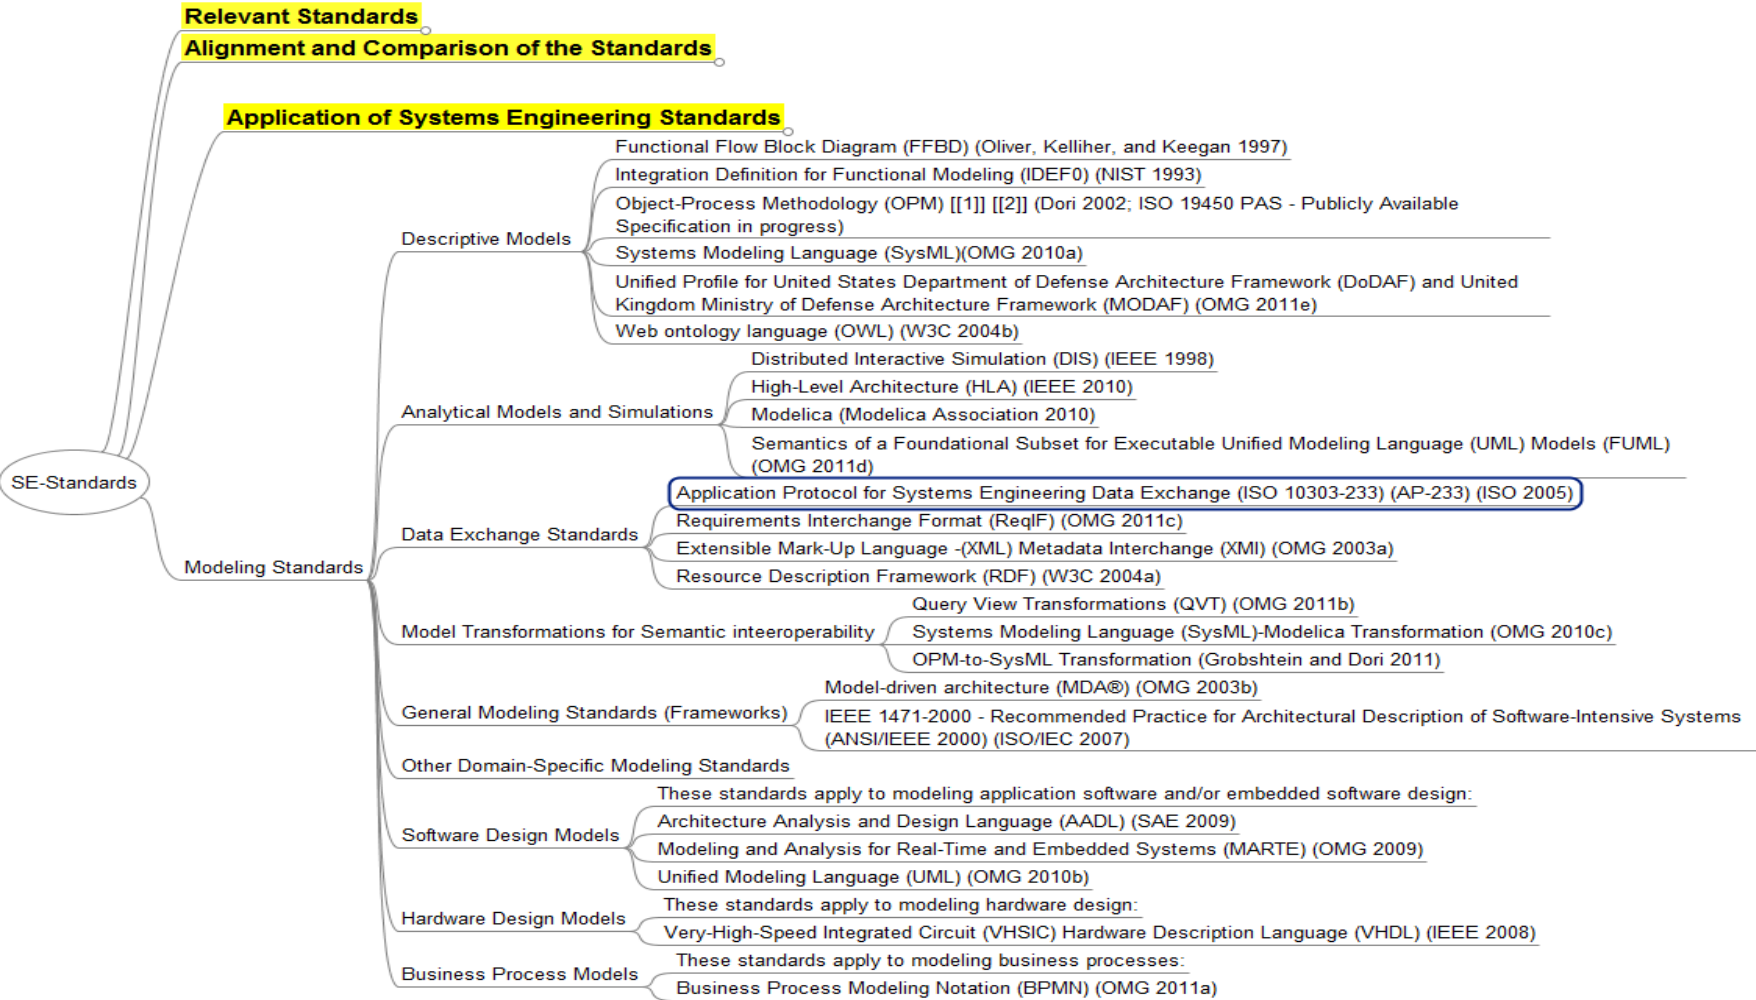 Relevant Standards
Alignment and Comparison of the Standards
Application of Systems Engineering Standards
SE-Standards
Modeling Standards
Descriptive Models
Functional Flow Block Diagram (FFBD) (Oliver, Kelliher, and Keegan 1997)
Integration Definition for Functional Modeling (IDEF0) (NIST 1993)
Object-Process Methodology (OPM) [[1]] [[2]] (Dori 2002; ISO 19450 PAS - Publicly Available
Specification in progress)
Systems Modeling Language (SysML)(OMG 2010a)
Unified Profile for United States Department of Defense Architecture Framework (DoDAF) and United
Kingdom Ministry of Defense Architecture Framework (MODAF) (OMG 2011e)
Web ontology language (OWL) (W3C 2004b)
Analytical Models and Simulations
Distributed Interactive Simulation (DIS) (IEEE 1998)
High-Level Architecture (HLA) (IEEE 2010)
Modelica (Modelica Association 2010)
Semantics of a Foundational Subset for Executable Unified Modeling Language (UML) Models (FUML)
(OMG 2011d)
Data Exchange Standards
Application Protocol for Systems Engineering Data Exchange (ISO 10303-233) (AP-233) (ISO 2005)
Requirements Interchange Format (ReqIF) (OMG 2011c)
Extensible Mark-Up Language -(XML) Metadata Interchange (XMI) (OMG 2003a)
Resource Description Framework (RDF) (W3C 2004a)
Model Transformations for Semantic inteeroperability
Query View Transformations (QVT) (OMG 2011b)
Systems Modeling Language (SysML)-Modelica Transformation (OMG 2010c)
OPM-to-SysML Transformation (Grobshtein and Dori 2011)
General Modeling Standards (Frameworks)
Model-driven architecture (MDA®) (OMG 2003b)
IEEE 1471-2000 - Recommended Practice for Architectural Description of Software-Intensive Systems
(ANSI/IEEE 2000) (ISO/IEC 2007)
Other Domain-Specific Modeling Standards
Software Design Models
These standards apply to modeling application software and/or embedded software design:
Architecture Analysis and Design Language (AADL) (SAE 2009)
Modeling and Analysis for Real-Time and Embedded Systems (MARTE) (OMG 2009)
Unified Modeling Language (UML) (OMG 2010b)
Hardware Design Models
These standards apply to modeling hardware design:
Very-High-Speed Integrated Circuit (VHSIC) Hardware Description Language (VHDL) (IEEE 2008)
Business Process Models
These standards apply to modeling business processes:
Business Process Modeling Notation (BPMN) (OMG 2011a)